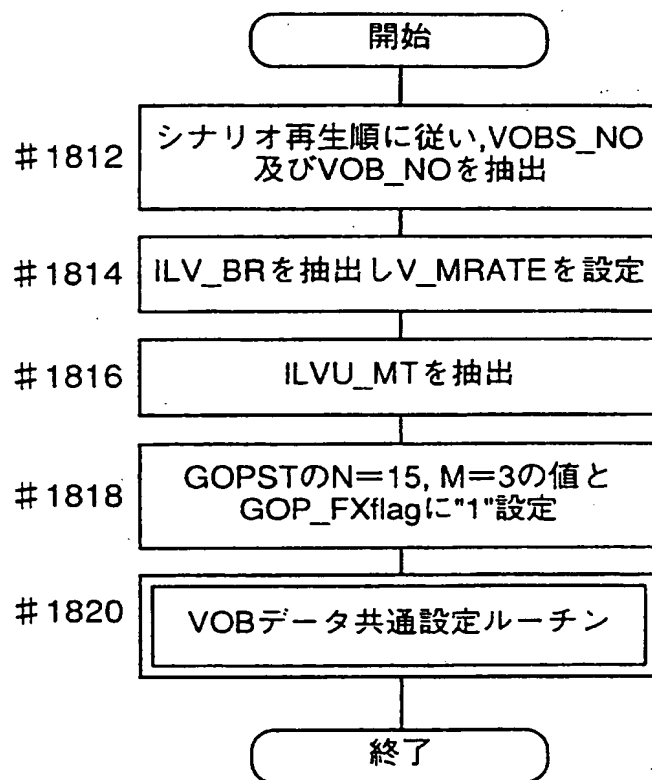 開始
#1812
シナリオ再生順に従い,VOBS_NO
及びVOB_NOを抽出
#1814
ILV_BRを抽出しV_MRATEを設定
#1816
ILVU_MTを抽出
#1818
GOPSTのN=15, M=3の値と
GOP_FXflagに"1"設定
#1820
VOBデータ共通設定ルーチン
終了